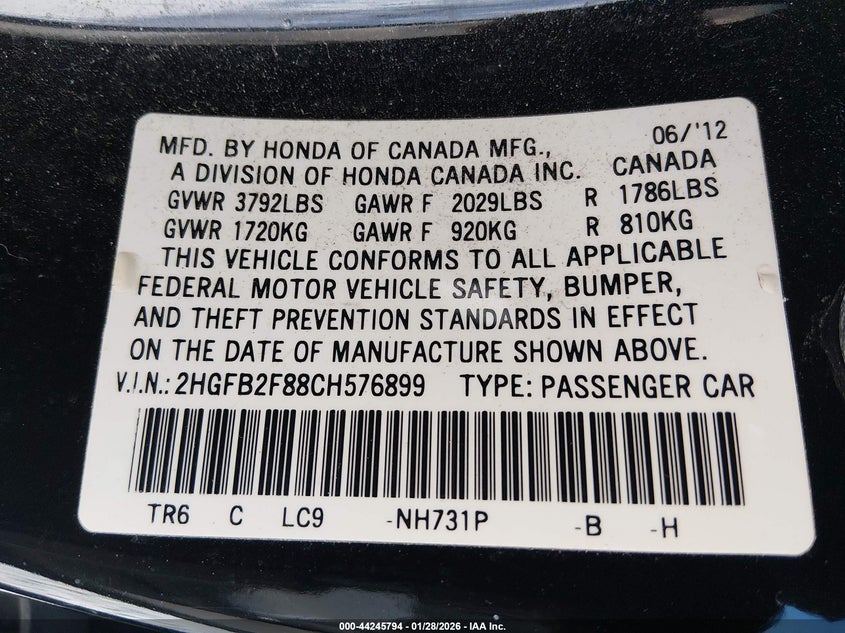 06/'12
MFD. BY HONDA OF CANADA MFG.,
A DIVISION OF HONDA CANADA INC. CANADA
GVWR 3792LBS GAWR F 2029LBS R 1786LBS
GVWR 1720KG GAWR F 920KG R 810KG
THIS VEHICLE CONFORMS TO ALL APPLICABLE
FEDERAL MOTOR VEHICLE SAFETY, BUMPER,
AND THEFT PREVENTION STANDARDS IN EFFECT
ON THE DATE OF MANUFACTURE SHOWN ABOVE.
V.I.N.: 2HGFB2F88CH576899 TYPE: PASSENGER CAR
TR6 C LC9 -NH731P -B -H
000-44245794 - 01/28/2026 - IAA Inc.